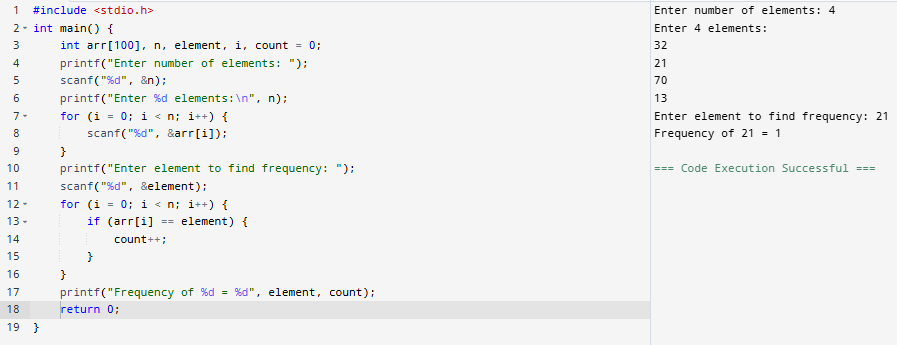 1 #include <stdio.h>
2 int main() {
3     int arr[100], n, element, i, count = 0;
4     printf("Enter number of elements: ");
5     scanf("%d", &n);
6     printf("Enter %d elements:\n", n);
7     for (i = 0; i < n; i++) {
8         scanf("%d", &arr[i]);
9     }
10     printf("Enter element to find frequency: ");
11     scanf("%d", &element);
12     for (i = 0; i < n; i++) {
13         if (arr[i] == element) {
14             count++;
15         }
16     }
17     printf("Frequency of %d = %d", element, count);
18     return 0;
19 }
Enter number of elements: 4
Enter 4 elements:
32
21
70
13
Enter element to find frequency: 21
Frequency of 21 = 1
=== Code Execution Successful ===